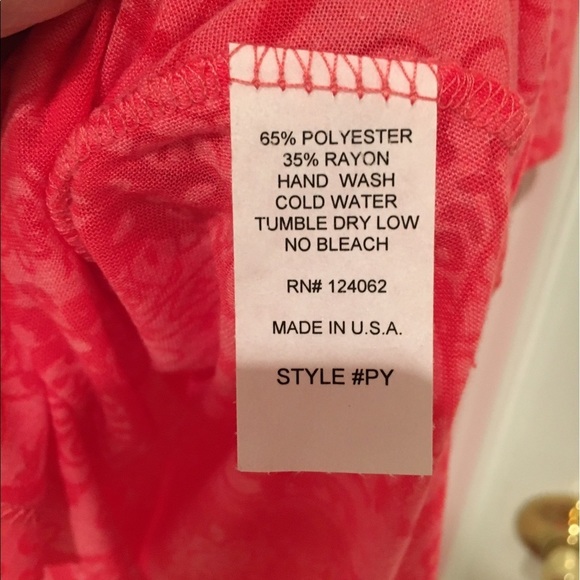 65% POLYESTER
35% RAYON
HAND WASH
COLD WATER
TUMBLE DRY LOW
NO BLEACH
RN# 124062
MADE IN U.S.A.
STYLE #PY